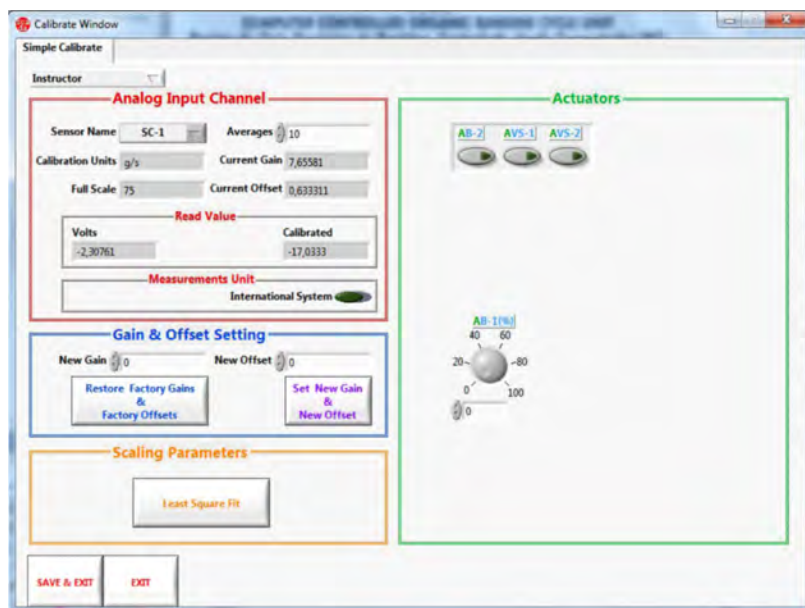 Calibrate Window
Simple Calibrate
Instructor
Analog Input Channel
Sensor Name SC-1 Averages 10
Calibration Units g/s Current Gain 7,65581
Full Scale 75 Current Offset 0,633311
Read Value
Volts Calibrated
-2,30761 -17,0333
Measurements Unit
International System
Gain & Offset Setting
New Gain 0 New Offset 0
Restore Factory Gains
&
Factory Offsets
Set New Gain
&
New Offset
Scaling Parameters
Least Square Fit
SAVE & EXIT EXIT
Actuators
AB-2 AVS-1 AVS-2
AB-1(%)
40 60
20 80
0 100
0